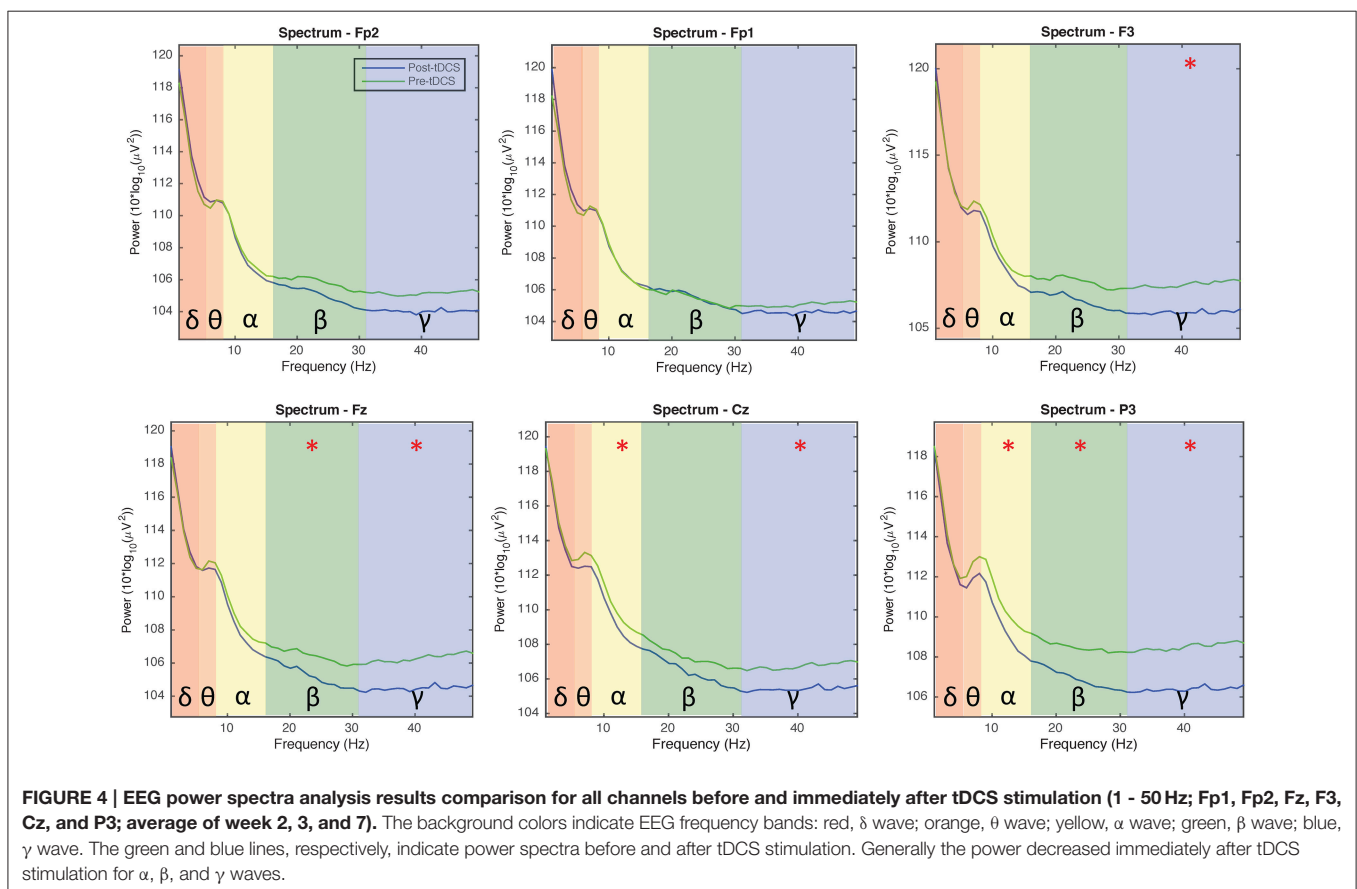 Spectrum - Fp2
Power (10*log10(μV2))
120
118
116
114
112
110
108
106
104
Post-tDCS
Pre-tDCS
δ θ α β γ
10 20 30 40
Frequency (Hz)
Spectrum - Fp1
Power (10*log10(μV2))
120
118
116
114
112
110
108
106
104
δ θ α β γ
10 20 30 40
Frequency (Hz)
Spectrum - F3
Power (10*log10(μV2))
120
115
110
105
*
δ θ α β γ
10 20 30 40
Frequency (Hz)
Spectrum - Fz
Power (10*log10(μV2))
120
118
116
114
112
110
108
106
104
* *
δ θ α β γ
10 20 30 40
Frequency (Hz)
Spectrum - Cz
Power (10*log10(μV2))
120
118
116
114
112
110
108
106
104
* *
δ θ α β γ
10 20 30 40
Frequency (Hz)
Spectrum - P3
Power (10*log10(μV2))
118
116
114
112
110
108
106
* * *
δ θ α β γ
10 20 30 40
Frequency (Hz)
FIGURE 4 | EEG power spectra analysis results comparison for all channels before and immediately after tDCS stimulation (1 - 50 Hz; Fp1, Fp2, Fz, F3,
Cz, and P3; average of week 2, 3, and 7). The background colors indicate EEG frequency bands: red, δ wave; orange, θ wave; yellow, α wave; green, β wave; blue,
γ wave. The green and blue lines, respectively, indicate power spectra before and after tDCS stimulation. Generally the power decreased immediately after tDCS
stimulation for α, β, and γ waves.